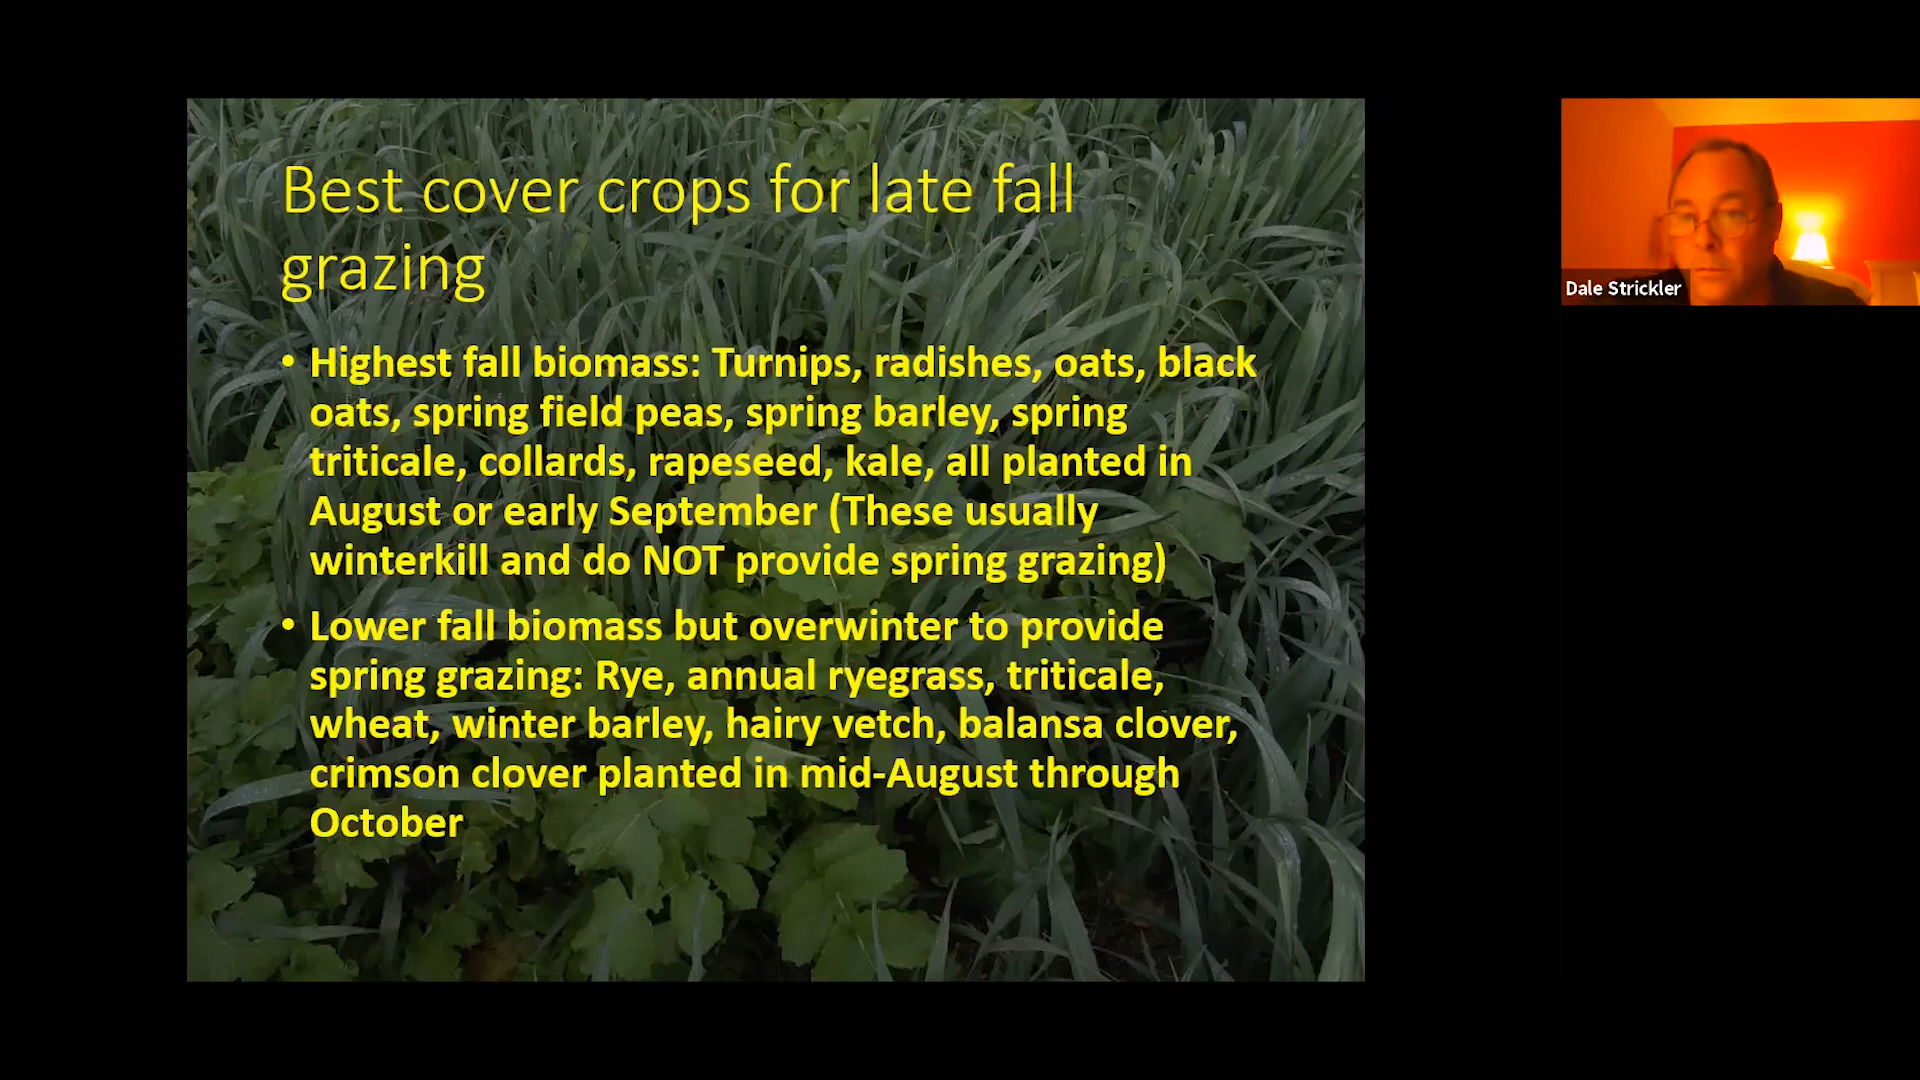 Best cover crops for late fall
grazing
• Highest fall biomass: Turnips, radishes, oats, black
oats, spring field peas, spring barley, spring
triticale, collards, rapeseed, kale, all planted in
August or early September (These usually
winterkill and do NOT provide spring grazing)
• Lower fall biomass but overwinter to provide
spring grazing: Rye, annual ryegrass, triticale,
wheat, winter barley, hairy vetch, balansa clover,
crimson clover planted in mid-August through
October
Dale Strickler